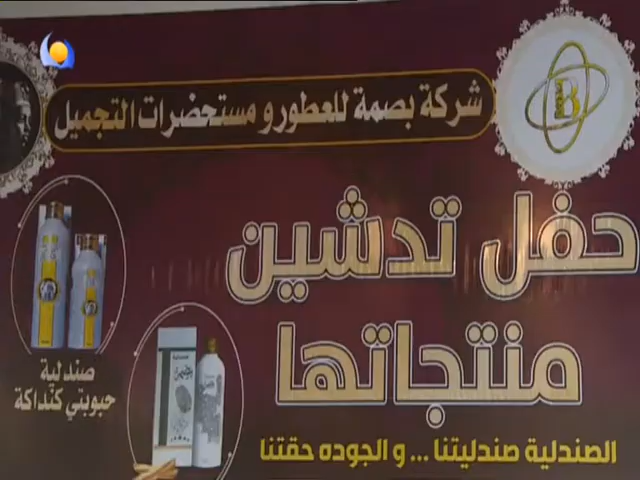 شركة بصمة للعطور و مستحضرات التجميل
B
حفل تدشين
منتجاتها
صندلية
حبوبتي كنداكة
الصندلية صندليتنا ... و الجوده حقتنا